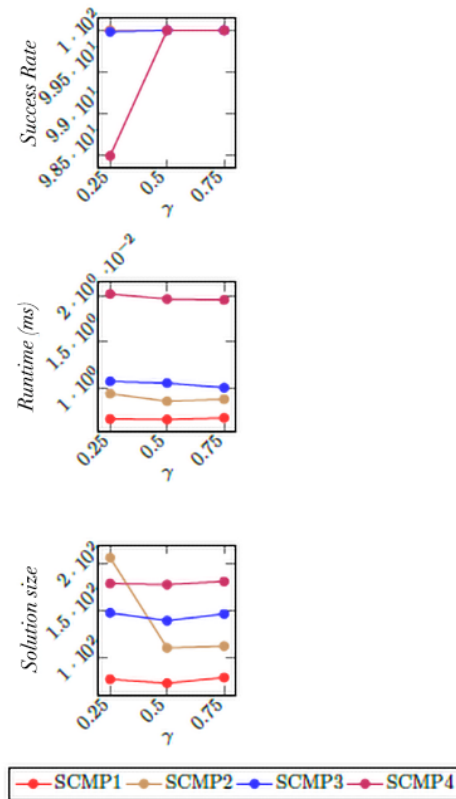 Success Rate
1 · 10²
9.95 · 10¹
9.9 · 10¹
9.85 · 10¹
0.25
0.5
0.75
γ
Runtime (ms)
·10⁻²
2 · 10⁰
1.5 · 10⁰
1 · 10⁰
0.25
0.5
0.75
γ
Solution size
2 · 10²
1.5 · 10²
1 · 10²
0.25
0.5
0.75
γ
SCMP1 SCMP2 SCMP3 SCMP4